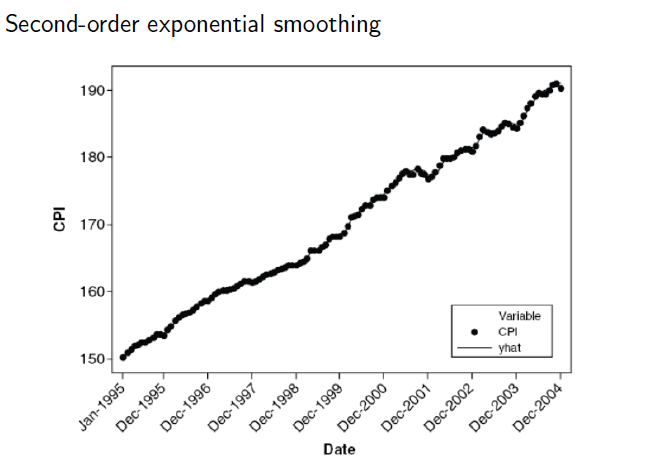 Second-order exponential smoothing
CPI
190
180
170
160
150
Variable
CPI
yhat
Jan-1995
Dec-1995
Dec-1996
Dec-1997
Dec-1998
Dec-1999
Dec-2000
Dec-2001
Dec-2002
Dec-2003
Dec-2004
Date